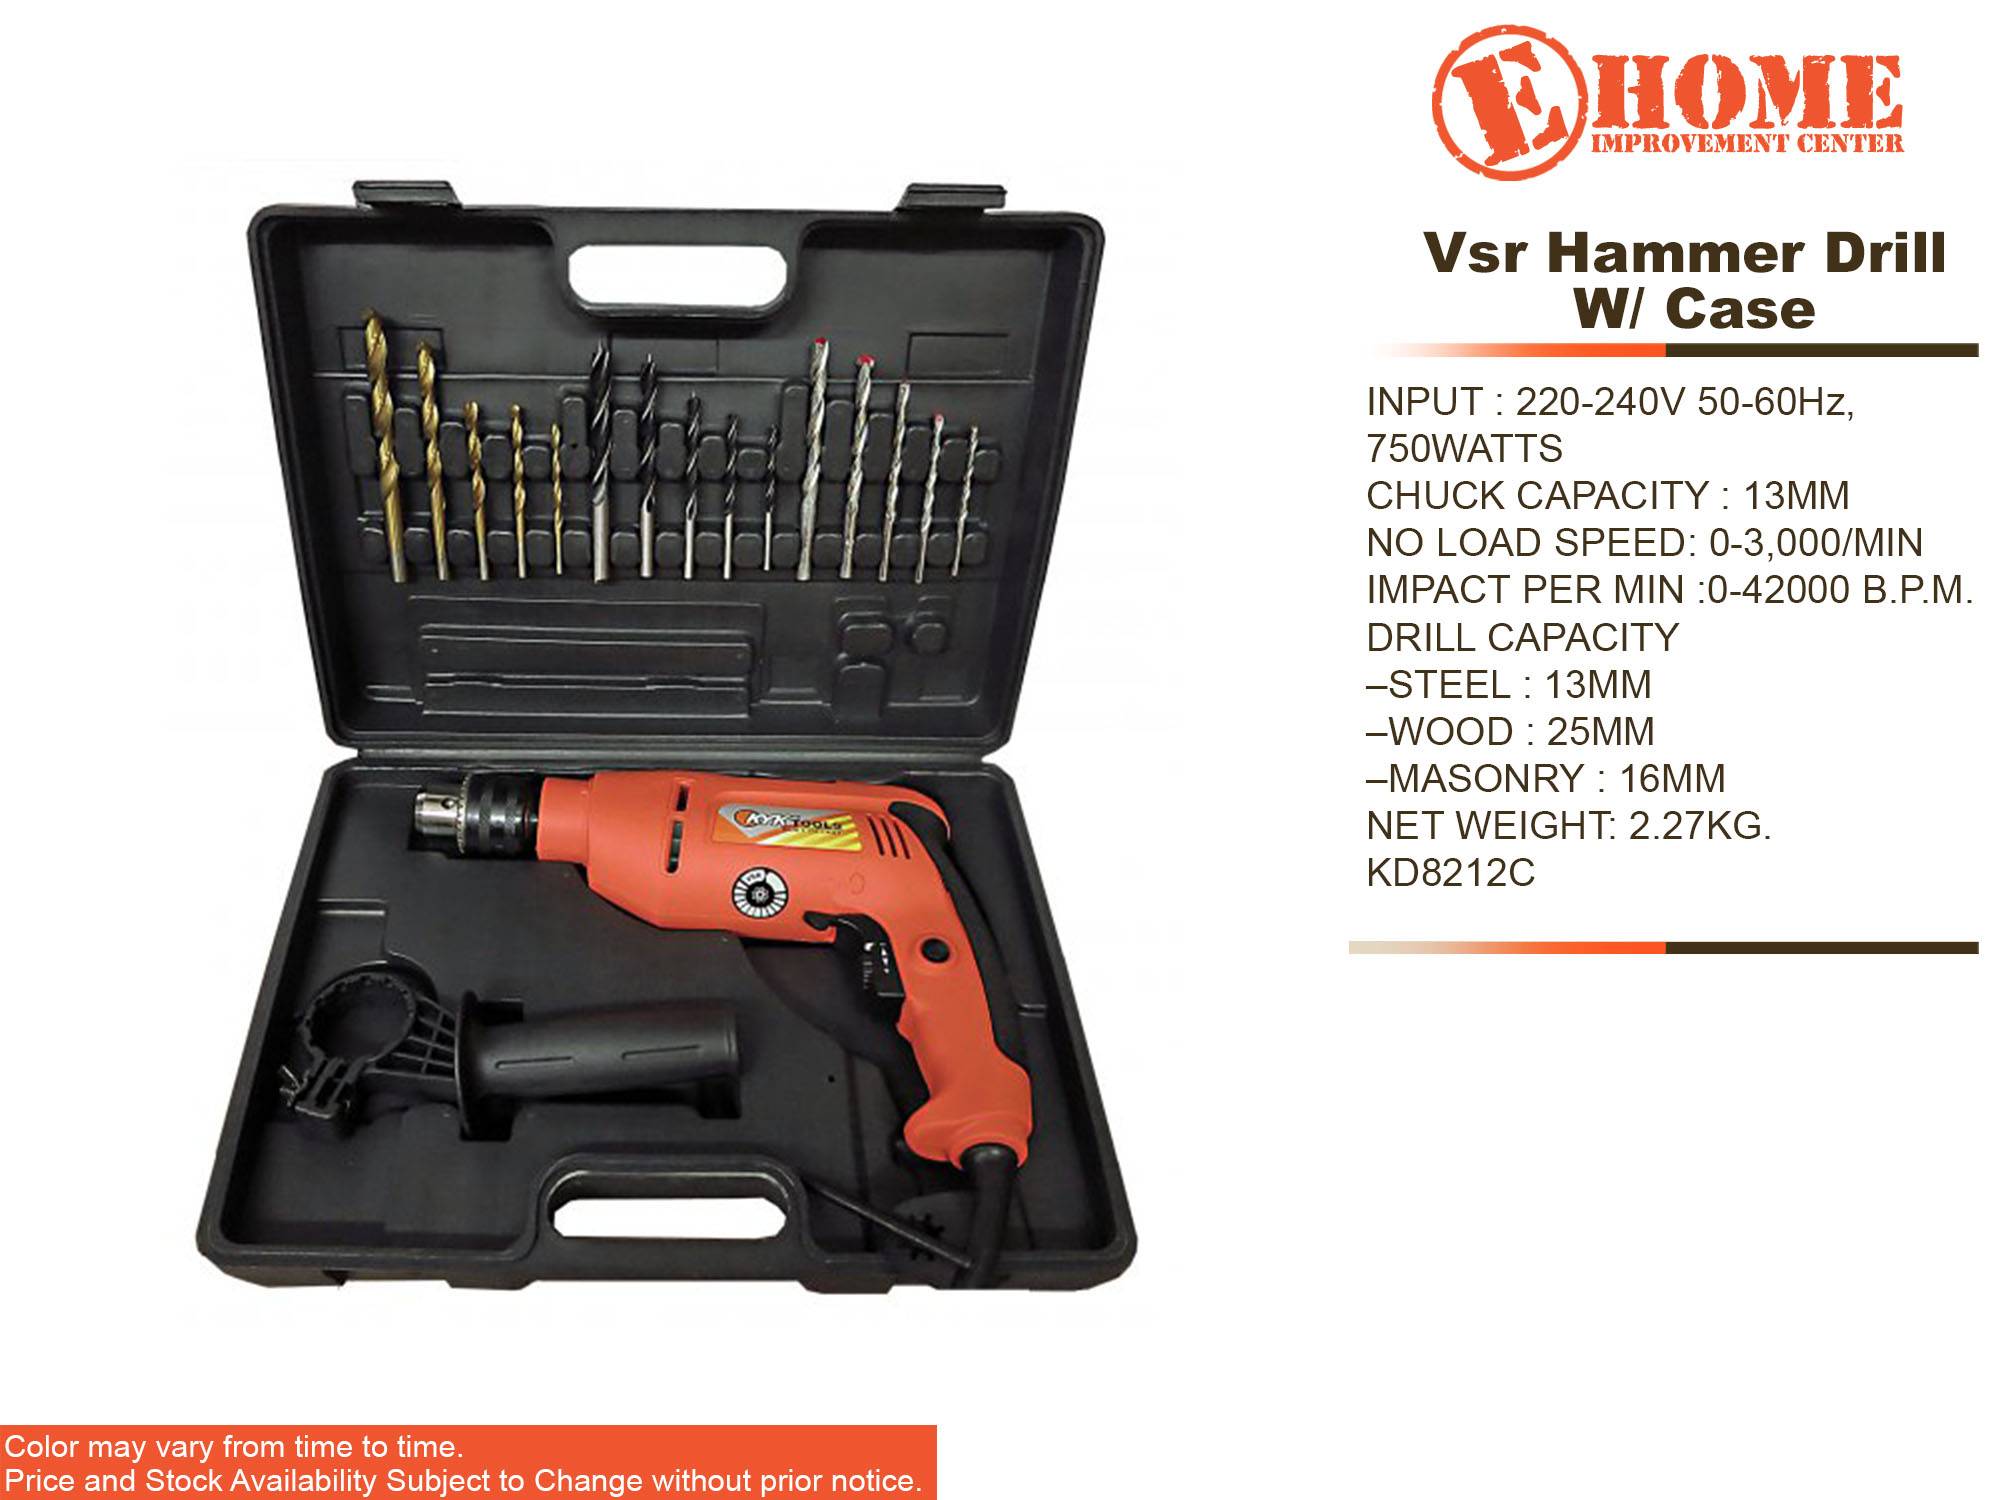 E HOME
IMPROVEMENT CENTER
Vsr Hammer Drill
W/ Case
INPUT : 220-240V 50-60Hz,
750WATTS
CHUCK CAPACITY : 13MM
NO LOAD SPEED: 0-3,000/MIN
IMPACT PER MIN :0-42000 B.P.M.
DRILL CAPACITY
–STEEL : 13MM
–WOOD : 25MM
–MASONRY : 16MM
NET WEIGHT: 2.27KG.
KD8212C
KYK TOOLS
VSR
Color may vary from time to time.
Price and Stock Availability Subject to Change without prior notice.